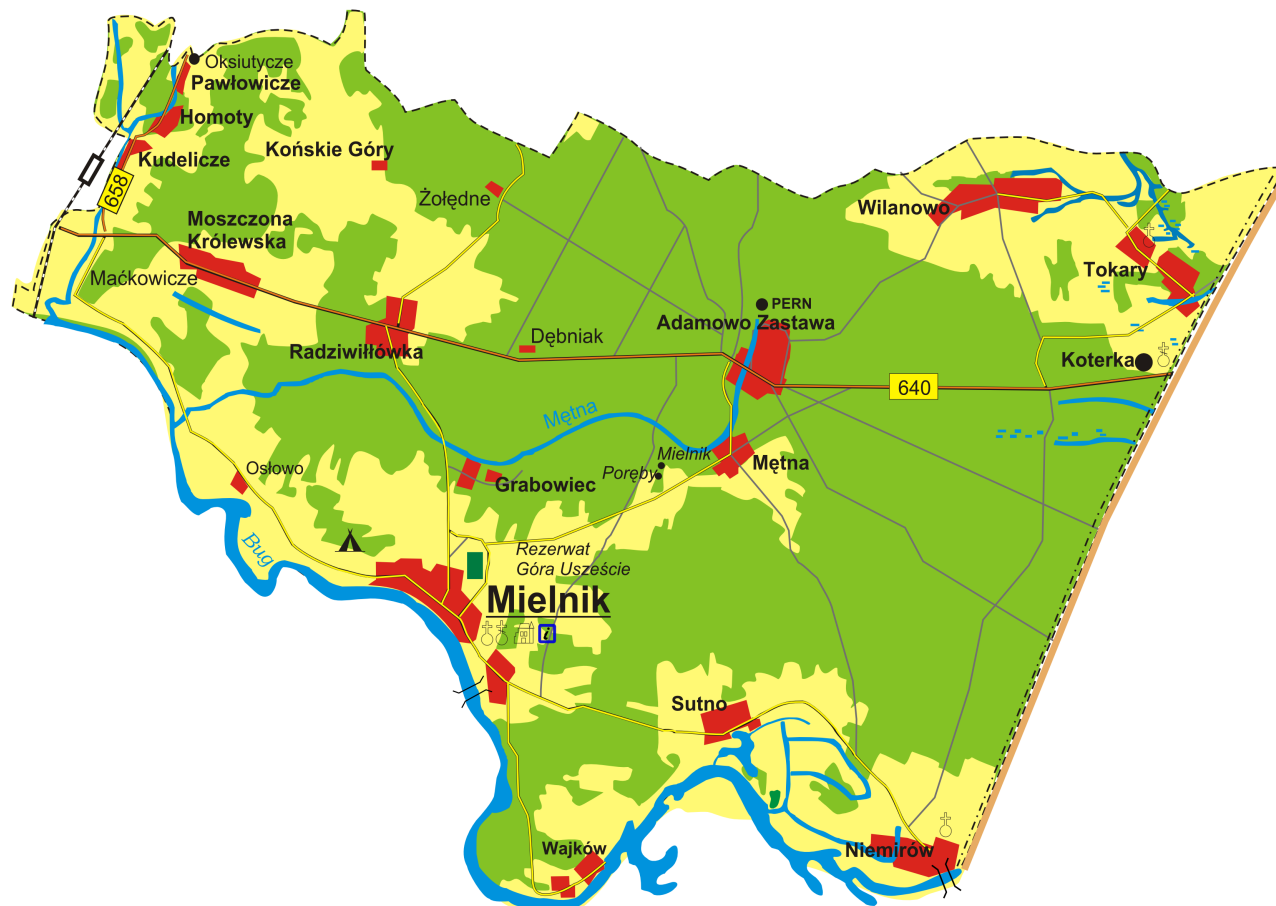 Oksiutycze
Pawłowicze
Homoty
Kudelicze
658
Końskie Góry
Żołędne
Moszczona
Królewska
Maćkowicze
Wilanowo
Tokary
PERN
Adamowo Zastawa
Radziwiłłówka
Dębniak
Koterka
640
Mętna
Mielnik
Poręby
Mętna
Osłowo
Grabowiec
Bug
Rezerwat
Góra Uszeście
Mielnik
i
Sutno
Wajków
Niemirów